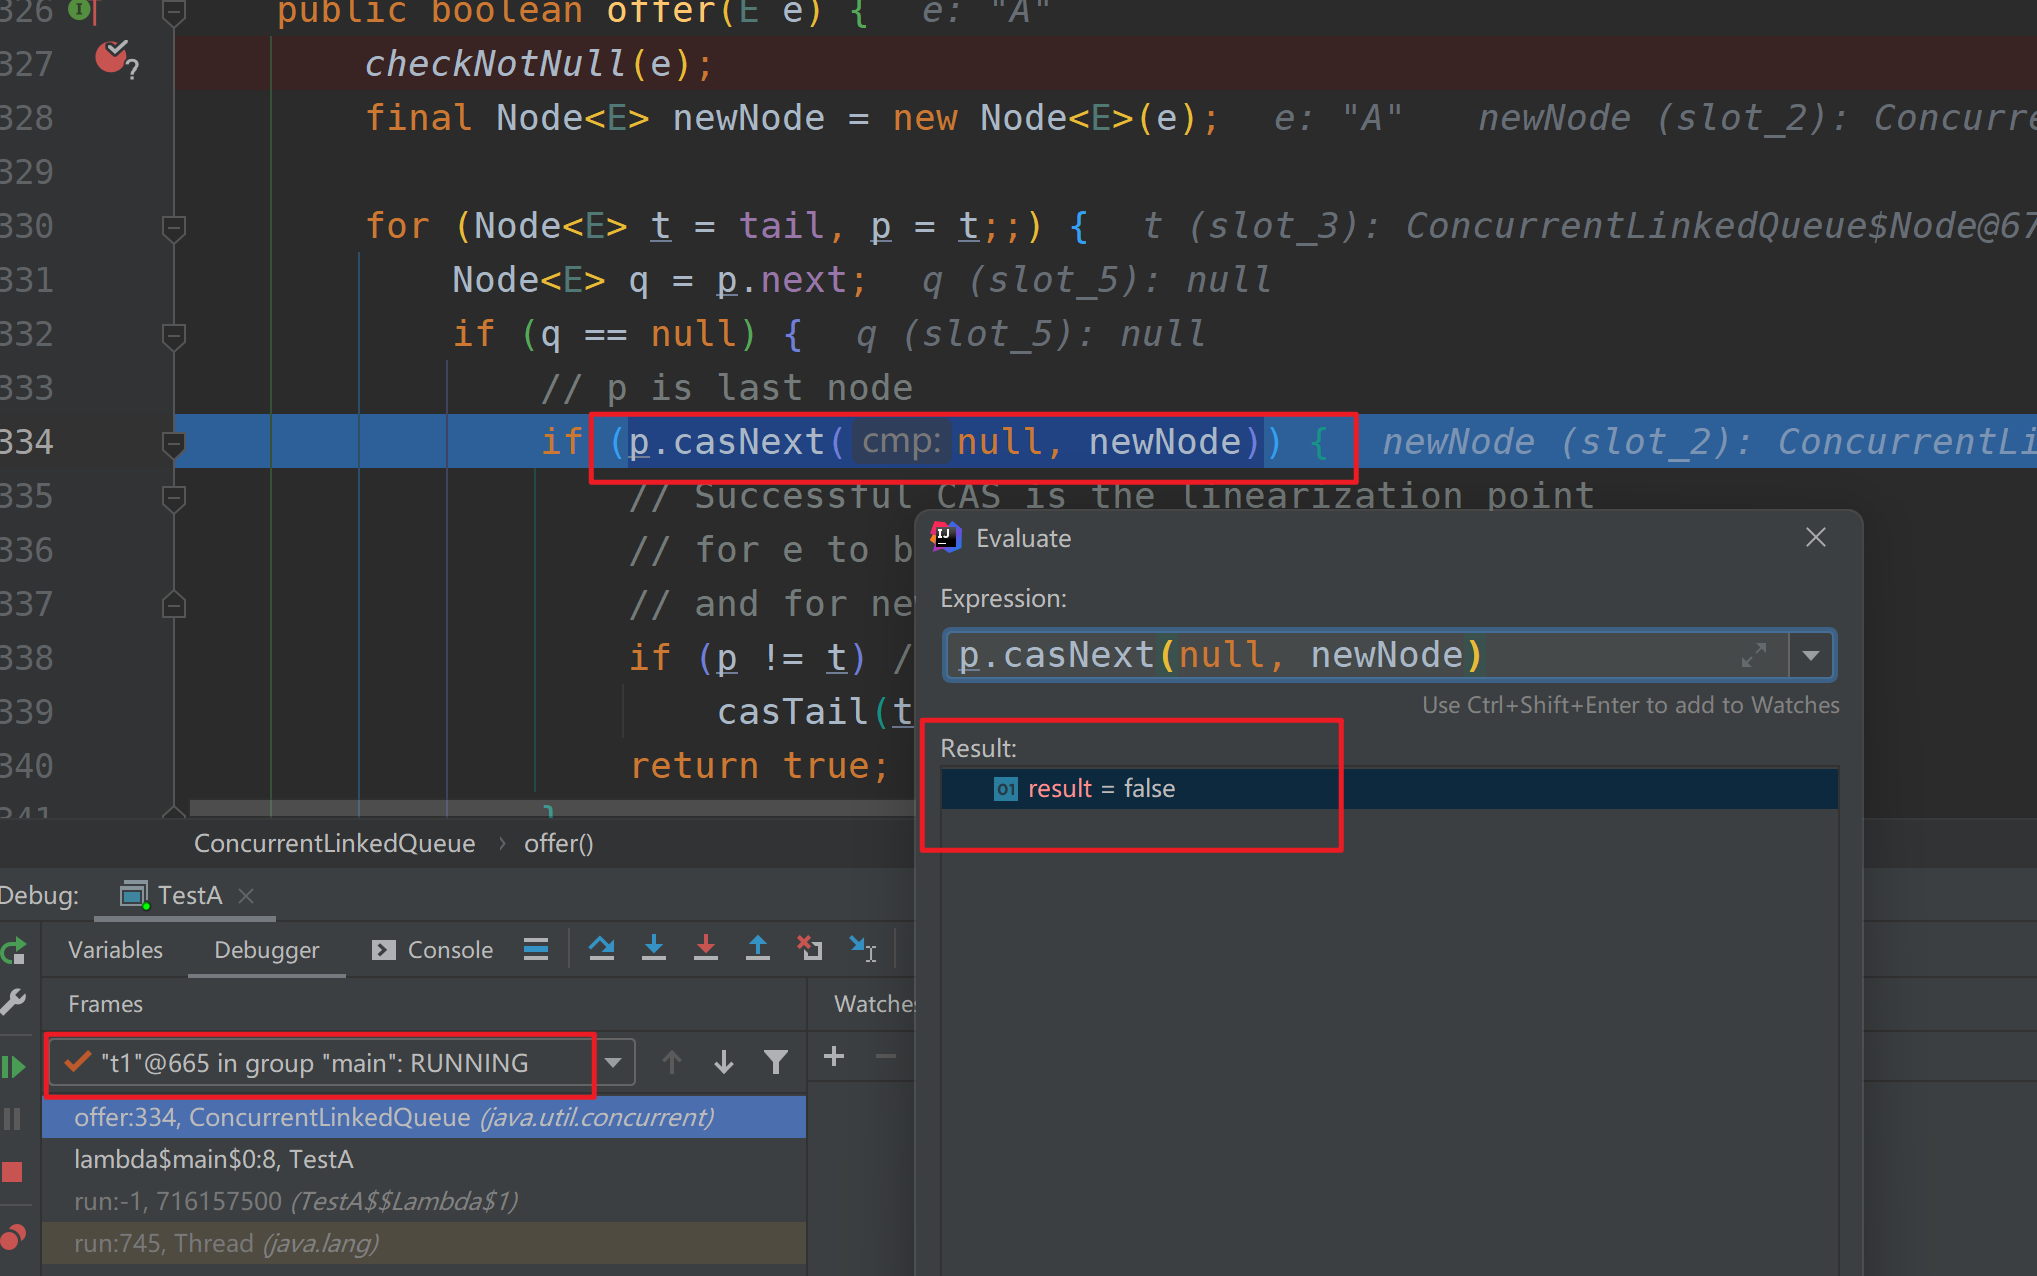 326 public boolean offer(E e) { e: "A"
327 checkNotNull(e);
328 final Node<E> newNode = new Node<E>(e); e: "A" newNode (slot_2): Concurre
329
330 for (Node<E> t = tail, p = t;;) { t (slot_3): ConcurrentLinkedQueue$Node@67
331 Node<E> q = p.next; q (slot_5): null
332 if (q == null) { q (slot_5): null
333 // p is last node
334 if (p.casNext( cmp: null, newNode)) { newNode (slot_2): ConcurrentLi
335 // Successful CAS is the linearization point
336 // for e to b
337 // and for ne
338 if (p != t) /
339 casTail(t
340 return true;
341 }
Evaluate
Expression:
p.casNext(null, newNode)
Use Ctrl+Shift+Enter to add to Watches
Result:
01 result = false
ConcurrentLinkedQueue › offer()
Debug: TestA
Variables Debugger Console
Frames Watches
"t1"@665 in group "main": RUNNING
offer:334, ConcurrentLinkedQueue (java.util.concurrent)
lambda$main$0:8, TestA
run:-1, 716157500 (TestA$$Lambda$1)
run:745, Thread (java.lang)